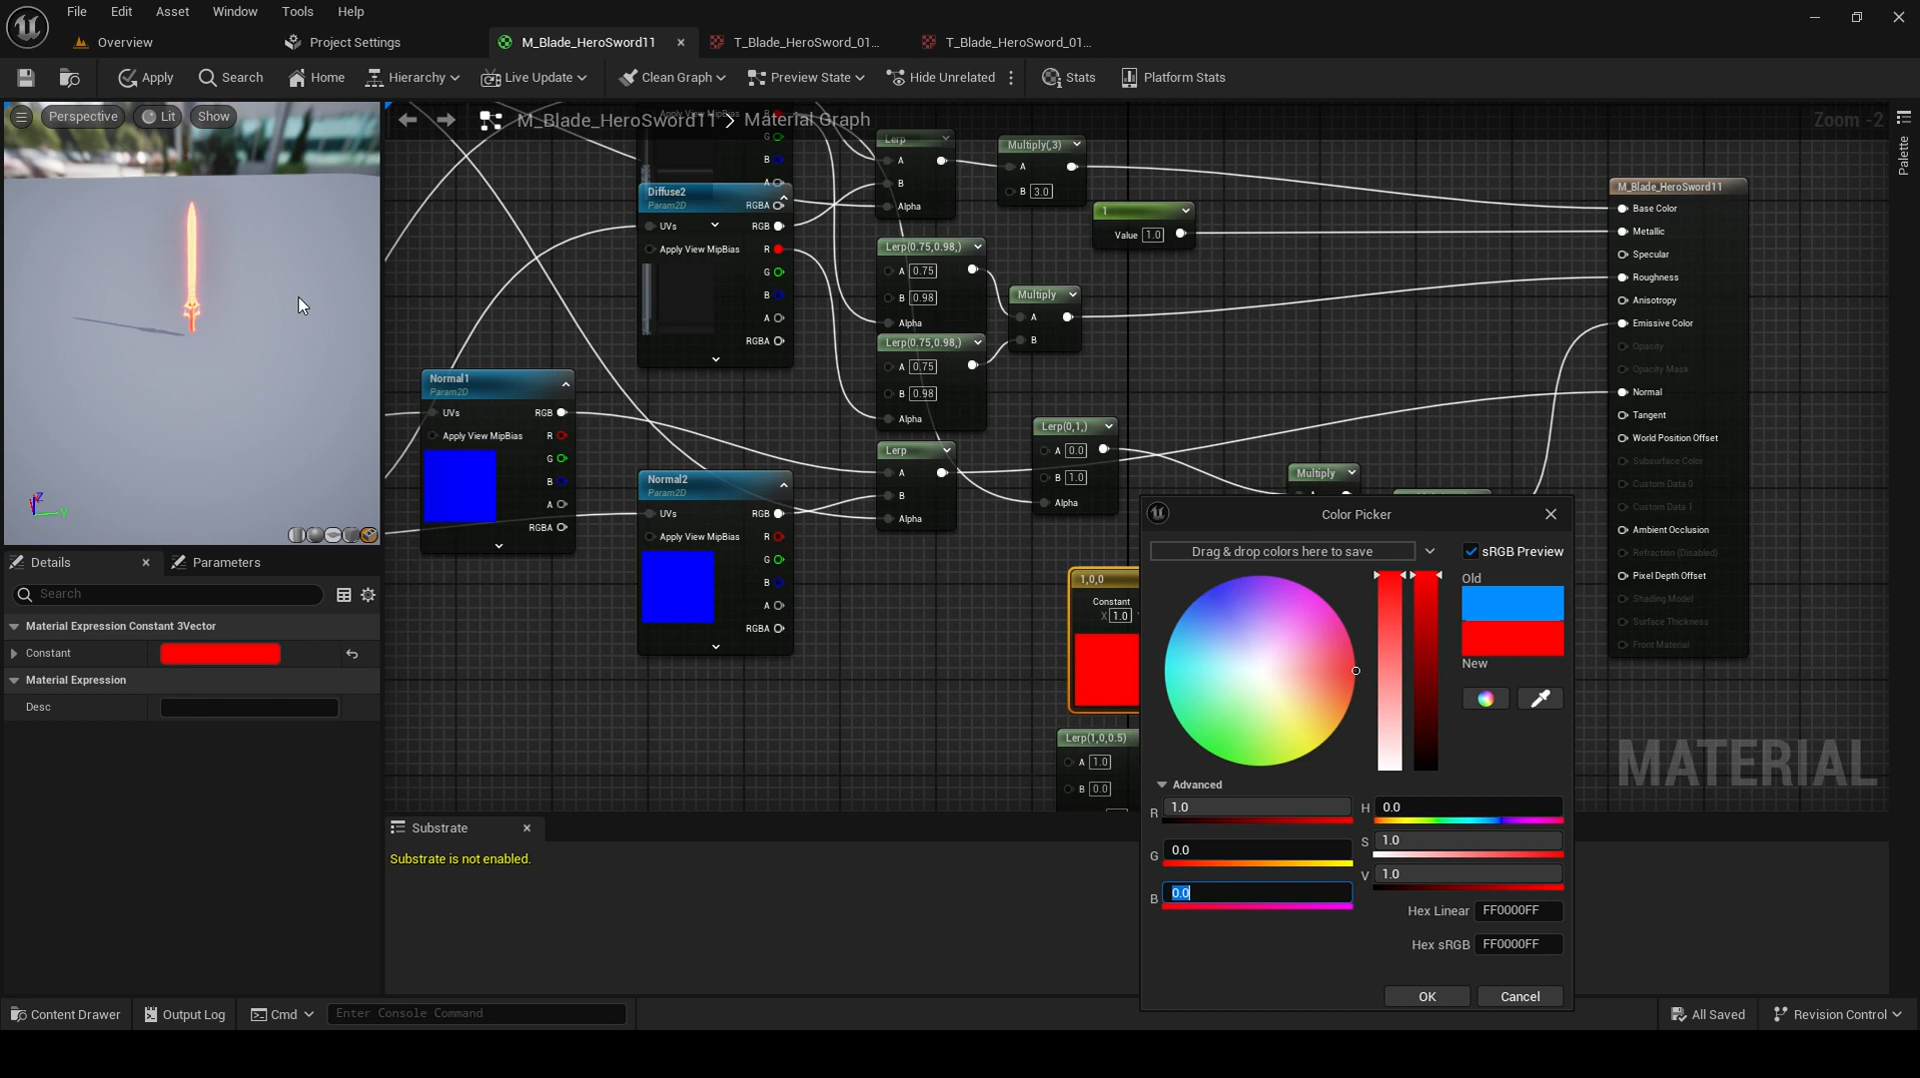 File Edit Asset Window Tools Help
Overview
Project Settings
M_Blade_HeroSword11
T_Blade_HeroSword_01...
T_Blade_HeroSword_01...
Apply
Search
Home
Hierarchy
Live Update
Clean Graph
Preview State
Hide Unrelated
Stats
Platform Stats
Perspective
Lit
Show
M_Blade_HeroSword11 > Material Graph
Zoom -2
Palette
Apply View MipBias R
G
B
A
RGBA
Diffuse2
Param2D
UVs RGB
Apply View MipBias R
G
B
A
RGBA
Lerp
A
B
Alpha
Multiply(,3)
A
B 3.0
1
Value 1.0
Lerp(0.75,0.98,)
A 0.75
B 0.98
Alpha
Lerp(0.75,0.98,)
A 0.75
B 0.98
Alpha
Multiply
A
B
Normal1
Param2D
UVs RGB
Apply View MipBias R
G
B
A
RGBA
Normal2
Param2D
UVs RGB
Apply View MipBias R
G
B
A
RGBA
Lerp
A
B
Alpha
Lerp(0,1,)
A 0.0
B 1.0
Alpha
Multiply
1,0,0
Constant
X 1.0
Lerp(1,0,0.5)
A 1.0
B 0.0
M_Blade_HeroSword11
Base Color
Metallic
Specular
Roughness
Anisotropy
Emissive Color
Opacity
Opacity Mask
Normal
Tangent
World Position Offset
Subsurface Color
Custom Data 0
Custom Data 1
Ambient Occlusion
Refraction (Disabled)
Pixel Depth Offset
Shading Model
Surface Thickness
Front Material
MATERIAL
Z
Y
Details
Parameters
Search
Material Expression Constant 3Vector
Constant
Material Expression
Desc
Color Picker
Drag & drop colors here to save
sRGB Preview
Old
New
Advanced
R 1.0
G 0.0
B 0.0
H 0.0
S 1.0
V 1.0
Hex Linear FF0000FF
Hex sRGB FF0000FF
OK
Cancel
Substrate
Substrate is not enabled.
Content Drawer
Output Log
Cmd
Enter Console Command
All Saved
Revision Control